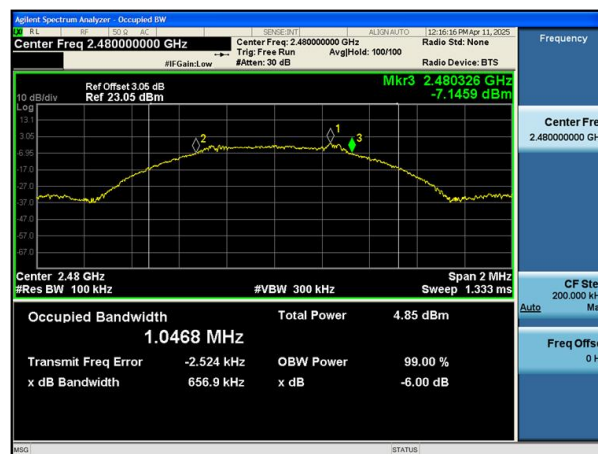 Agilent Spectrum Analyzer - Occupied BW
RL RF 50 Ω AC SENSE:INT ALIGN AUTO 12:16:16 PM Apr 11, 2025
Center Freq 2.480000000 GHz Center Freq: 2.480000000 GHz Radio Std: None
Trig: Free Run Avg|Hold: 100/100
#IFGain:Low #Atten: 30 dB Radio Device: BTS
Frequency
Ref Offset 3.05 dB Mkr3 2.480326 GHz
10 dB/div Ref 23.05 dBm -7.1459 dBm
Log
13.1
3.05
-6.95
-17.0
-27.0
-37.0
-47.0
-57.0
-67.0
2
1
3
Center Fre
2.480000000 GH
Center 2.48 GHz Span 2 MHz
#Res BW 100 kHz #VBW 300 kHz Sweep 1.333 ms
CF Ste
200.000 kH
Auto Ma
Occupied Bandwidth Total Power 4.85 dBm
1.0468 MHz
Transmit Freq Error -2.524 kHz OBW Power 99.00 %
x dB Bandwidth 656.9 kHz x dB -6.00 dB
Freq Offs
0 H
MSG STATUS